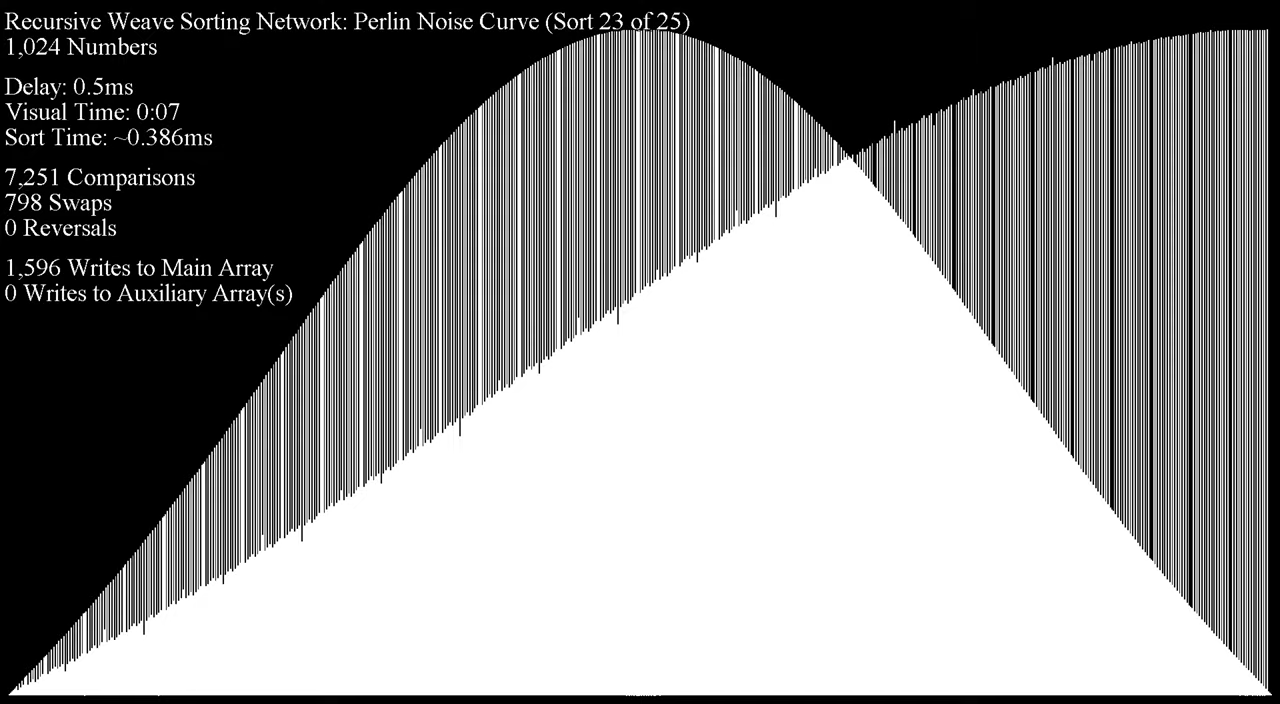 Recursive Weave Sorting Network: Perlin Noise Curve (Sort 23 of 25)
1,024 Numbers
Delay: 0.5ms
Visual Time: 0:07
Sort Time: ~0.386ms
7,251 Comparisons
798 Swaps
0 Reversals
1,596 Writes to Main Array
0 Writes to Auxiliary Array(s)